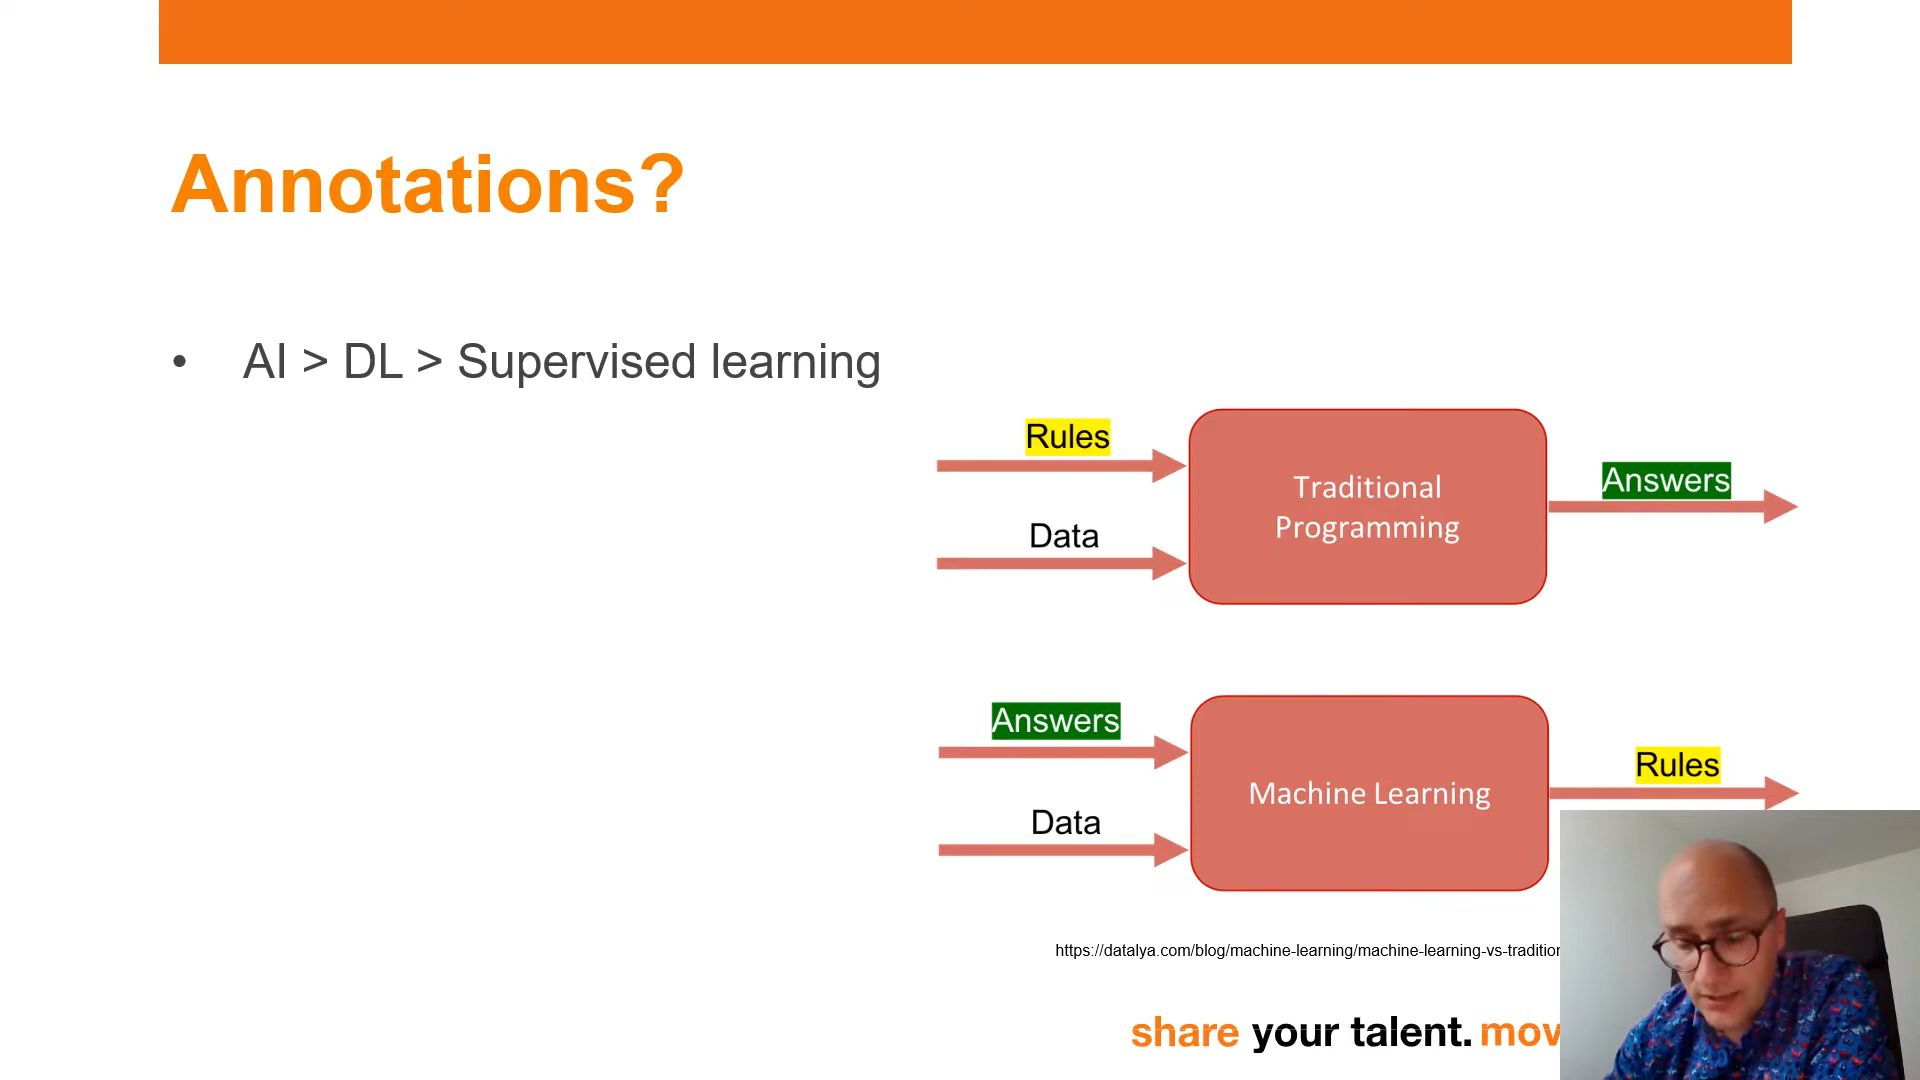 Annotations?
• AI > DL > Supervised learning
Rules
Data
Traditional
Programming
Answers
Answers
Data
Machine Learning
Rules
https://datalya.com/blog/machine-learning/machine-learning-vs-tradition
share your talent. mov